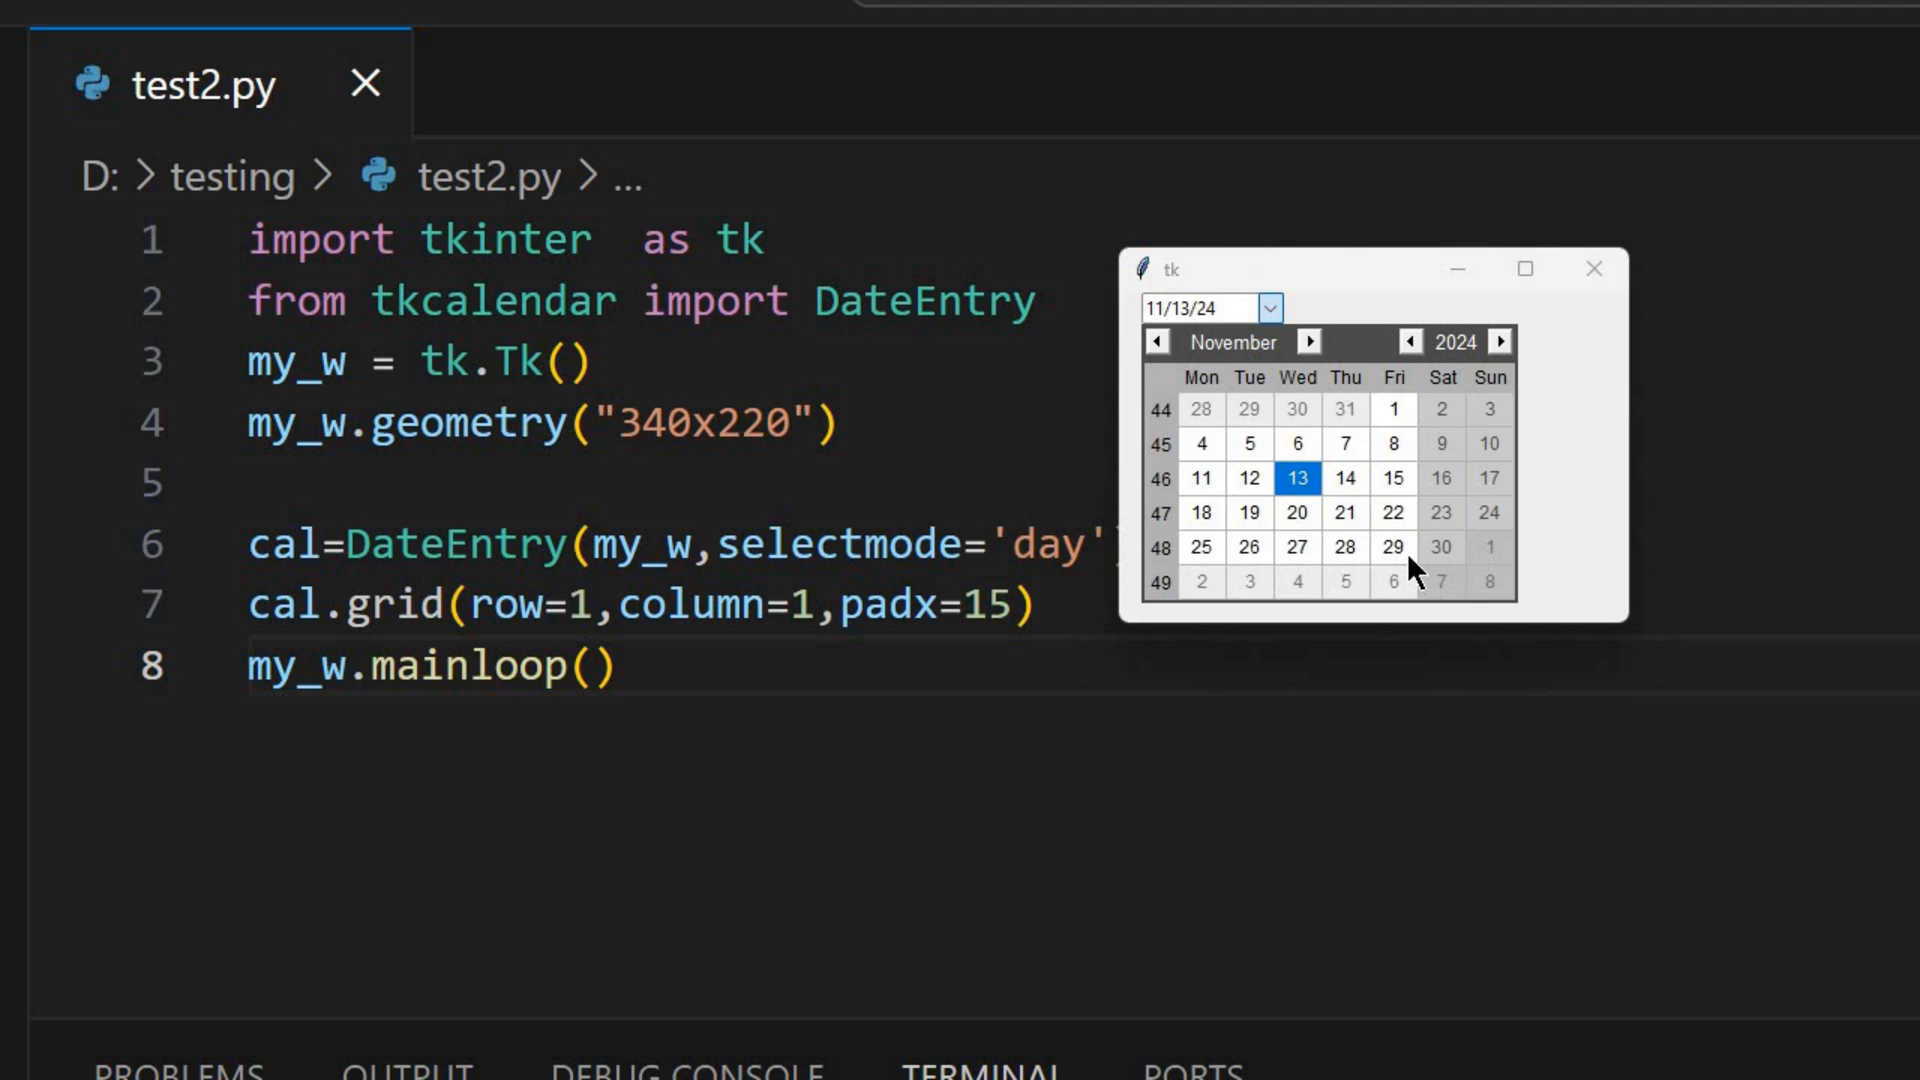 test2.py
D: > testing > test2.py > ...
1 import tkinter  as tk
2 from tkcalendar import DateEntry
3 my_w = tk.Tk()
4 my_w.geometry("340x220")
5
6 cal=DateEntry(my_w,selectmode='day')
7 cal.grid(row=1,column=1,padx=15)
8 my_w.mainloop()
tk
11/13/24
November 2024
Mon Tue Wed Thu Fri Sat Sun
44 28 29 30 31 1 2 3
45 4 5 6 7 8 9 10
46 11 12 13 14 15 16 17
47 18 19 20 21 22 23 24
48 25 26 27 28 29 30 1
49 2 3 4 5 6 7 8
PROBLEMS OUTPUT DEBUG CONSOLE TERMINAL PORTS